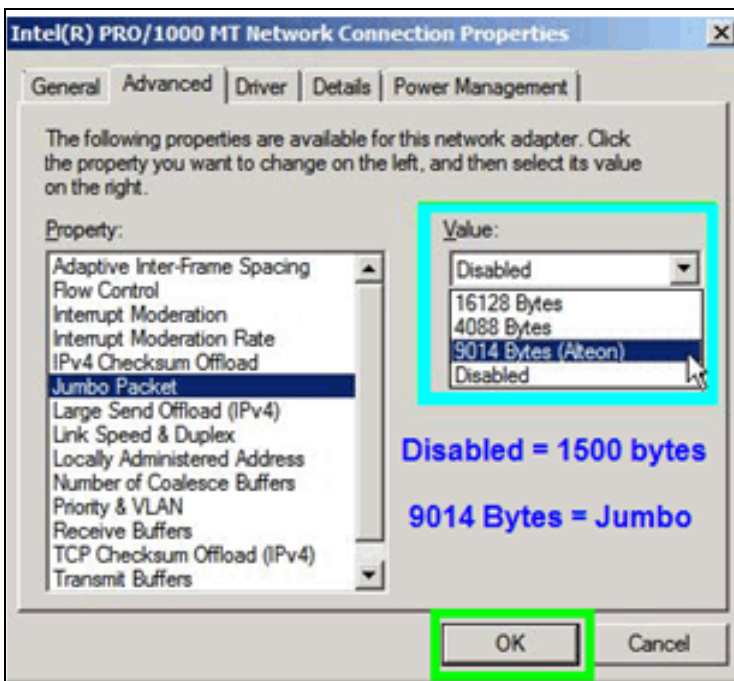 Intel(R) PRO/1000 MT Network Connection Properties
General Advanced Driver Details Power Management
The following properties are available for this network adapter. Click
the property you want to change on the left, and then select its value
on the right.
Property:
Adaptive Inter-Frame Spacing
Flow Control
Interrupt Moderation
Interrupt Moderation Rate
IPv4 Checksum Offload
Jumbo Packet
Large Send Offload (IPv4)
Link Speed & Duplex
Locally Administered Address
Number of Coalesce Buffers
Priority & VLAN
Receive Buffers
TCP Checksum Offload (IPv4)
Transmit Buffers
Value:
Disabled
16128 Bytes
4088 Bytes
9014 Bytes (Alteon)
Disabled
Disabled = 1500 bytes
9014 Bytes = Jumbo
OK Cancel